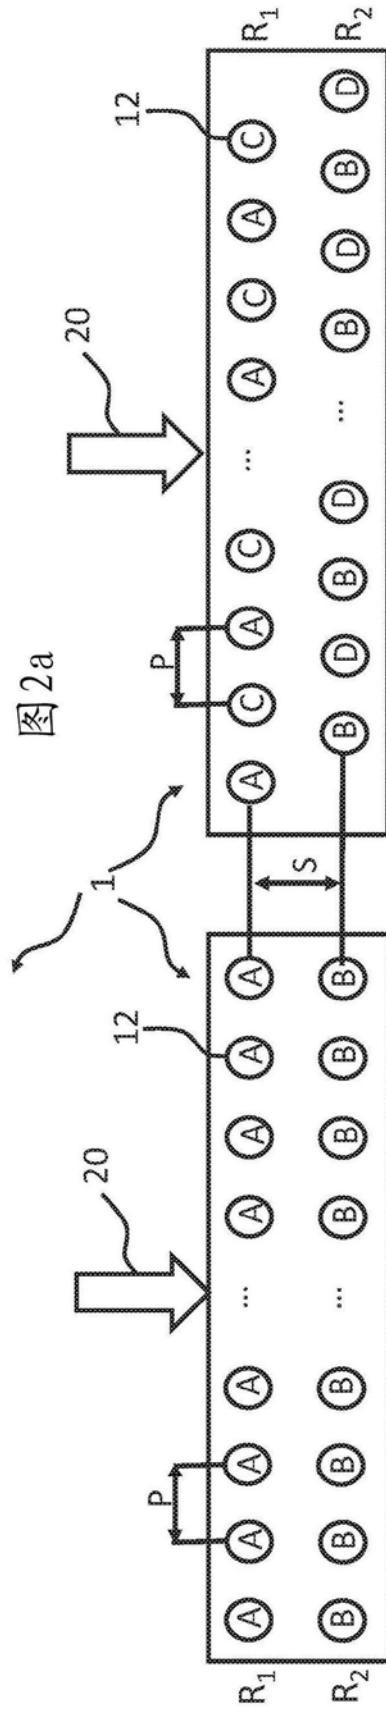 图2a
1
20
20
P
12
P
12
R1 A A A A ... A A A A
A C A C ... A C A C R1
S
R2 B B B B ... B B B B
B D B D ... B D B D R2